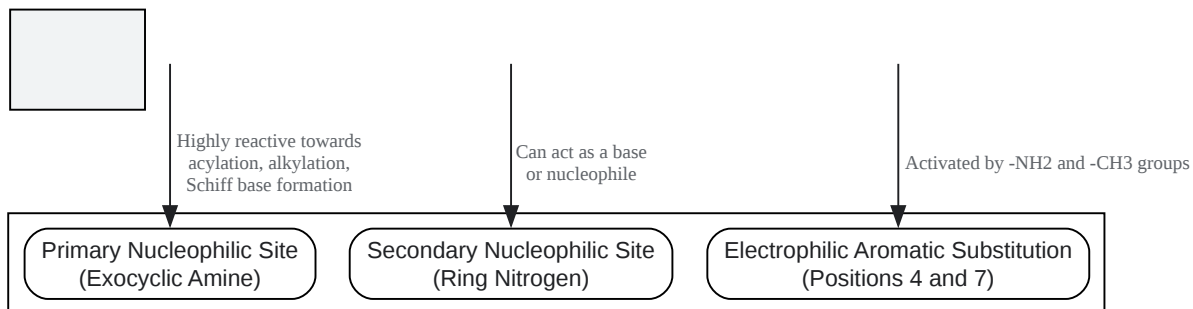 Highly reactive towards
acylation, alkylation,
Schiff base formation
Can act as a base
or nucleophile
Activated by -NH2 and -CH3 groups
Primary Nucleophilic Site
(Exocyclic Amine)
Secondary Nucleophilic Site
(Ring Nitrogen)
Electrophilic Aromatic Substitution
(Positions 4 and 7)